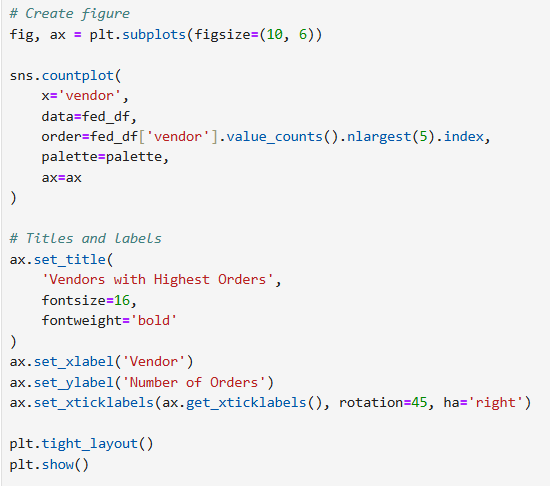 # Create figure
fig, ax = plt.subplots(figsize=(10, 6))
sns.countplot(
    x='vendor',
    data=fed_df,
    order=fed_df['vendor'].value_counts().nlargest(5).index,
    palette=palette,
    ax=ax
)
# Titles and labels
ax.set_title(
    'Vendors with Highest Orders',
    fontsize=16,
    fontweight='bold'
)
ax.set_xlabel('Vendor')
ax.set_ylabel('Number of Orders')
ax.set_xticklabels(ax.get_xticklabels(), rotation=45, ha='right')
plt.tight_layout()
plt.show()